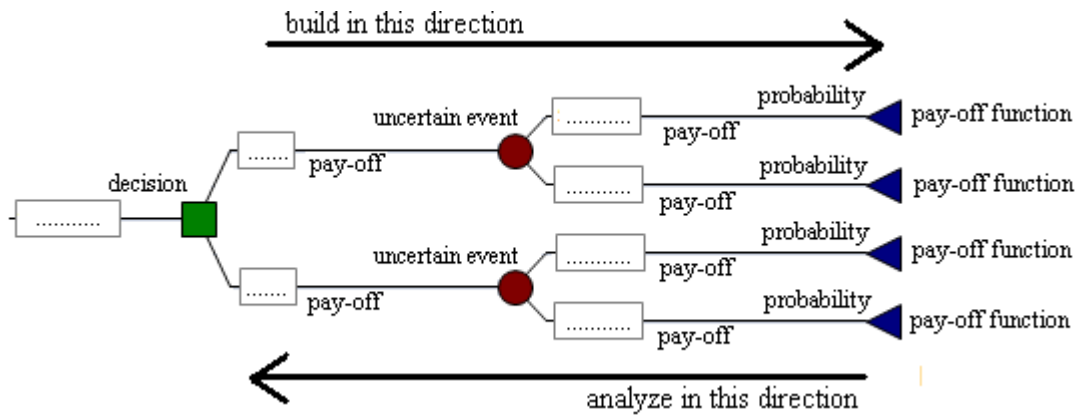 build in this direction
probability
uncertain event
...........
pay-off function
pay-off
.......
pay-off
probability
decision
...........
pay-off function
pay-off
...........
probability
uncertain event
...........
pay-off function
pay-off
.......
pay-off
probability
...........
pay-off function
pay-off
analyze in this direction